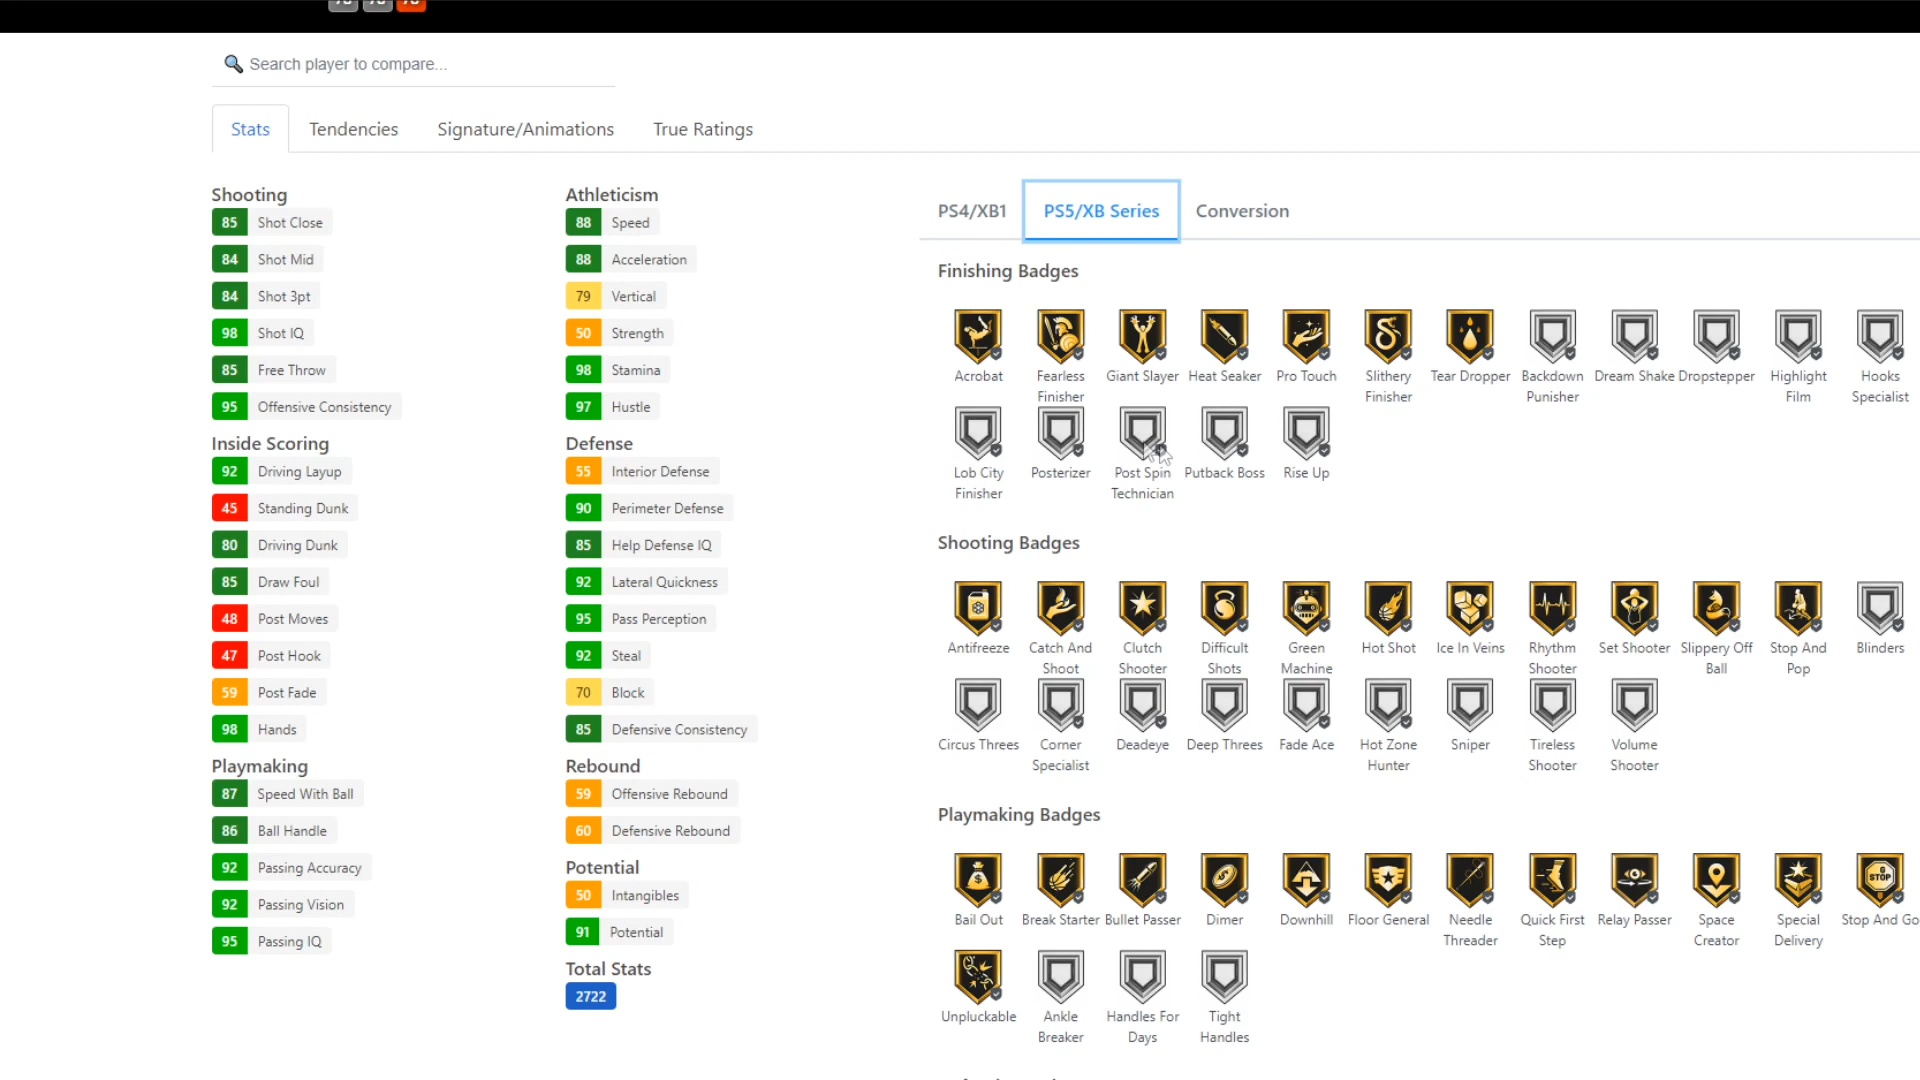 Search player to compare...
Stats Tendencies Signature/Animations True Ratings
Shooting
85 Shot Close
84 Shot Mid
84 Shot 3pt
98 Shot IQ
85 Free Throw
95 Offensive Consistency
Inside Scoring
92 Driving Layup
45 Standing Dunk
80 Driving Dunk
85 Draw Foul
48 Post Moves
47 Post Hook
59 Post Fade
98 Hands
Playmaking
87 Speed With Ball
86 Ball Handle
92 Passing Accuracy
92 Passing Vision
95 Passing IQ
Athleticism
88 Speed
88 Acceleration
79 Vertical
50 Strength
98 Stamina
97 Hustle
Defense
55 Interior Defense
90 Perimeter Defense
85 Help Defense IQ
92 Lateral Quickness
95 Pass Perception
92 Steal
70 Block
85 Defensive Consistency
Rebound
59 Offensive Rebound
60 Defensive Rebound
Potential
50 Intangibles
91 Potential
Total Stats
2722
PS4/XB1 PS5/XB Series Conversion
Finishing Badges
Acrobat
Fearless
Finisher
Giant Slayer
Heat Seaker
Pro Touch
Slithery
Finisher
Tear Dropper
Backdown
Punisher
Dream Shake
Dropstepper
Highlight
Film
Hooks
Specialist
Lob City
Finisher
Posterizer
Post Spin
Technician
Putback Boss
Rise Up
Shooting Badges
Antifreeze
Catch And
Shoot
Clutch
Shooter
Difficult
Shots
Green
Machine
Hot Shot
Ice In Veins
Rhythm
Shooter
Set Shooter
Slippery Off
Ball
Stop And
Pop
Blinders
Circus Threes
Corner
Specialist
Deadeye
Deep Threes
Fade Ace
Hot Zone
Hunter
Sniper
Tireless
Shooter
Volume
Shooter
Playmaking Badges
Bail Out
Break Starter
Bullet Passer
Dimer
Downhill
Floor General
Needle
Threader
Quick First
Step
Relay Passer
Space
Creator
Special
Delivery
STOP
Stop And Go
Unpluckable
Ankle
Breaker
Handles For
Days
Tight
Handles